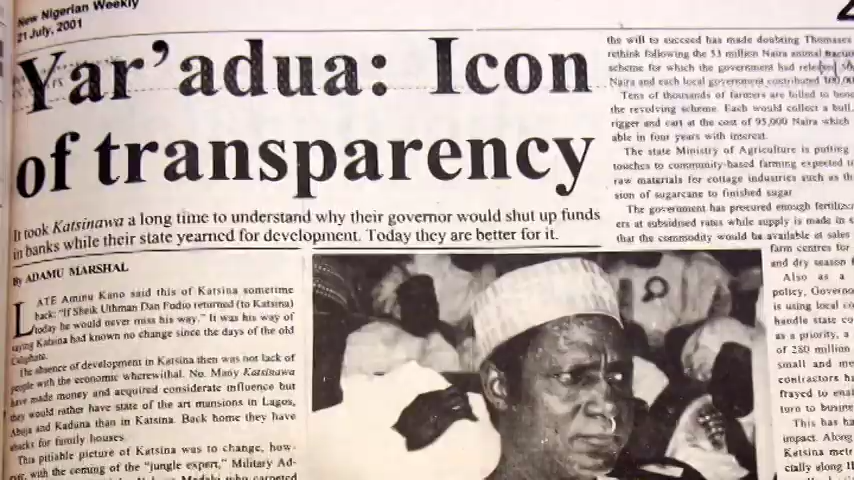 New Nigerian Weekly
21 July, 2001
Yar'adua: Icon
of transparency
It took Katsinawa a long time to understand why their governor would shut up funds
in banks while their state yearned for development. Today they are better for it.
By ADAMU MARSHAL
LATE Aminu Kano said this of Katsina sometime
back: "If Sheik Uthman Dan Fodio returned (to Katsina)
today he would never miss his way." It was his way of
saying Katsina had known no change since the days of the old
Caliphate.
The absence of development in Katsina then was not lack of
people with the economic wherewithal. No. Many Katsinawa
have made money and acquired considerate influence but
they would rather have state of the art mansions in Lagos,
Abuja and Kaduna than in Katsina. Back home they have
shacks for family houses.
This pitiable picture of Katsina was to change, how-
with the coming of the "jungle expert," Military Ad-
the will to succeed has made doubting Thomases
rethink following the 53 million Naira animal traction
scheme for which the government had
Naira and each local government contributed
Tens of thousands of farmers are billed to
the revolving scheme. Each would collect a bull,
rigger and cart at the cost of 95,000 Naira which
able in four years with interest.
The state Ministry of Agriculture is putting
touches to community-based farming expected
raw materials for cottage industries such as
sion of sugarcane to finished sugar.
The government has procured enough
ers at subsidised rates while supply is made in
that the commodity would be available at sales
farm centres for
and dry season
Also as a
policy,
is using local
handle state
as a priority, a
of 280 million
small and
contractors
frayed to
turn to
This has
impact. Along
Katsina
cially along